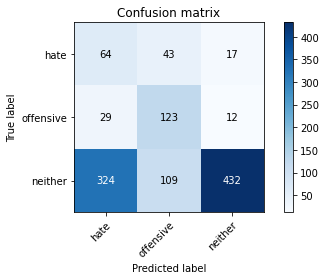 Confusion matrix
hate 64 43 17
offensive 29 123 12
neither 324 109 432
hate offensive neither
True label
Predicted label
400
350
300
250
200
150
100
50